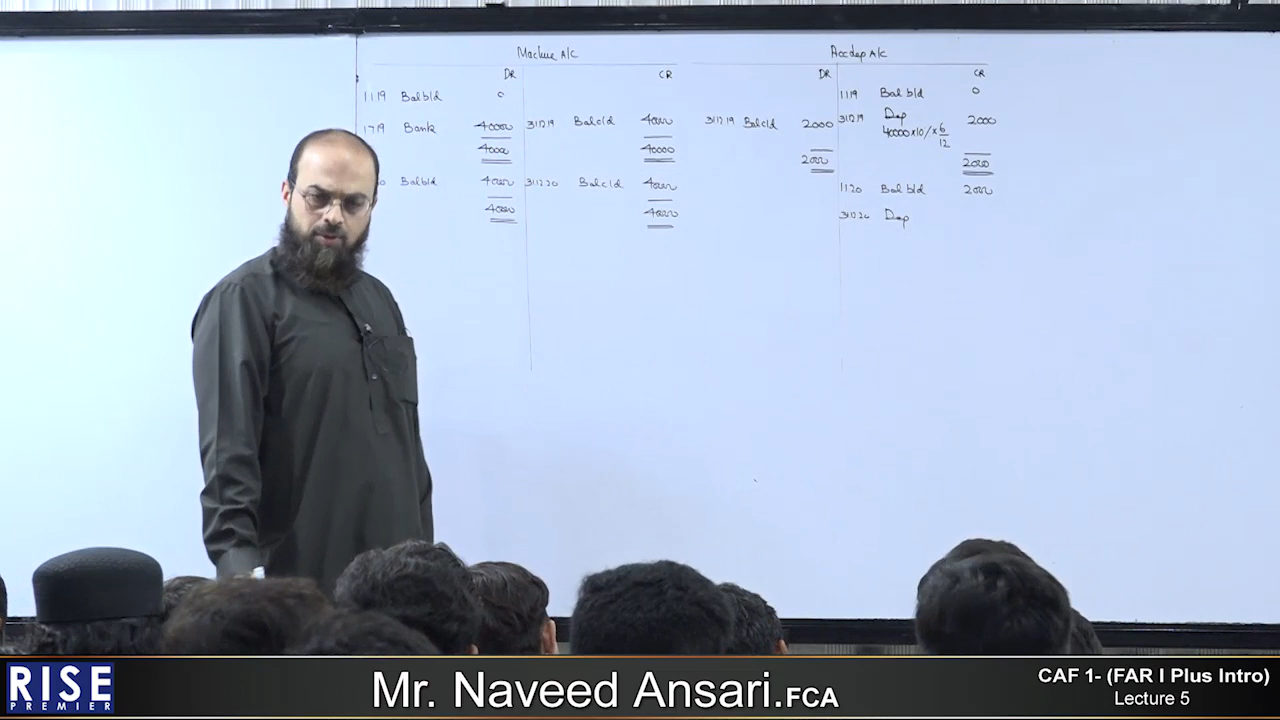 Machine A/C
DR CR
1 1 19 Bal b/d 0
1 7 19 Bank 40000 31 12 19 Bal c/d 40000
40000 40000
Bal b/d 40000 31 12 20 Bal c/d 40000
40000 40000
Acc dep A/C
DR CR
1 1 19 Bal b/d 0
31 12 19 Bal c/d 2000 31 12 19 Dep 2000
40000 x 10% x 6/12
2000 2000
1 1 20 Bal b/d 2000
31 12 20 Dep
RISE
PREMIER
Mr. Naveed Ansari.FCA
CAF 1- (FAR I Plus Intro)
Lecture 5